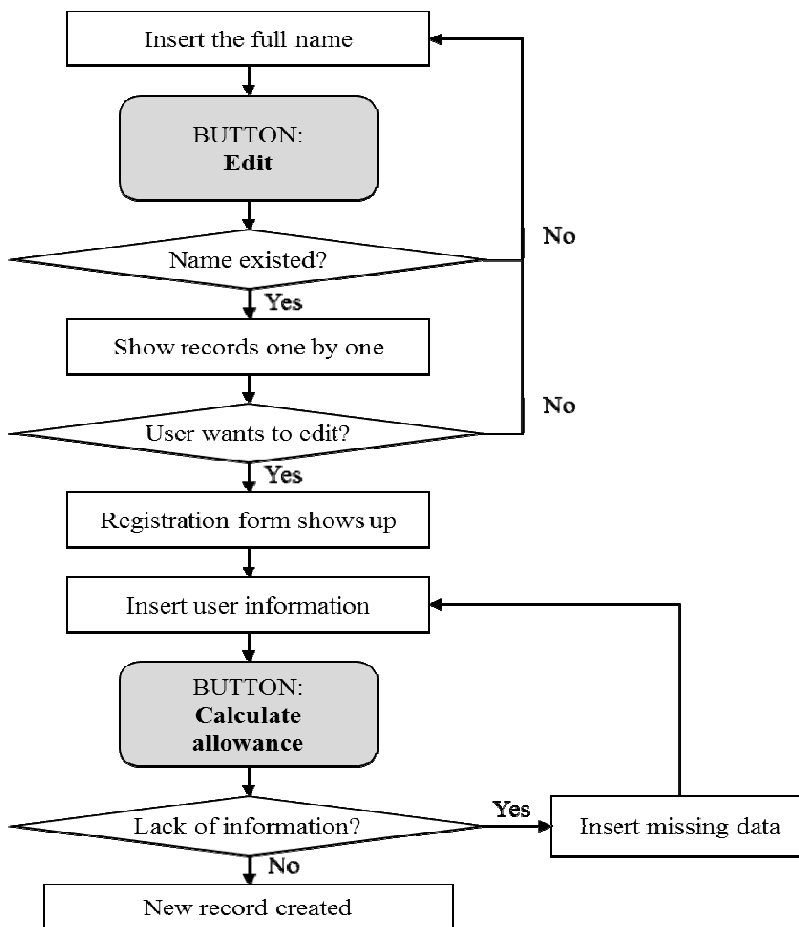 Insert the full name
BUTTON:
Edit
No
Name existed?
Yes
Show records one by one
No
User wants to edit?
Yes
Registration form shows up
Insert user information
BUTTON:
Calculate
allowance
Yes
Lack of information?
Insert missing data
No
New record created